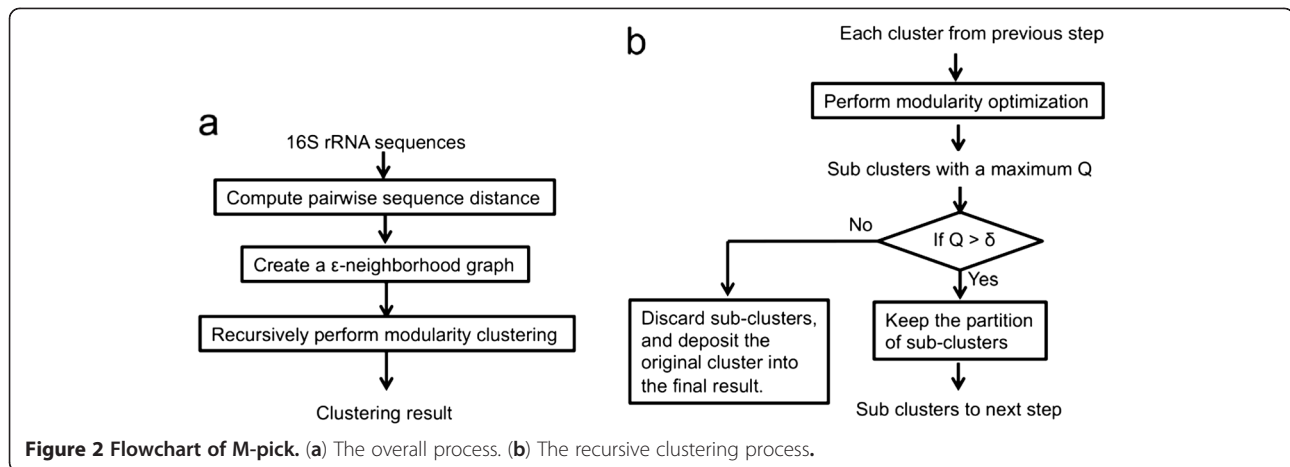 a
16S rRNA sequences
Compute pairwise sequence distance
Create a ε-neighborhood graph
Recursively perform modularity clustering
Clustering result
b
Each cluster from previous step
Perform modularity optimization
Sub clusters with a maximum Q
If Q > δ
No
Yes
Discard sub-clusters,
and deposit the
original cluster into
the final result.
Keep the partition
of sub-clusters
Sub clusters to next step
Figure 2 Flowchart of M-pick. (a) The overall process. (b) The recursive clustering process.